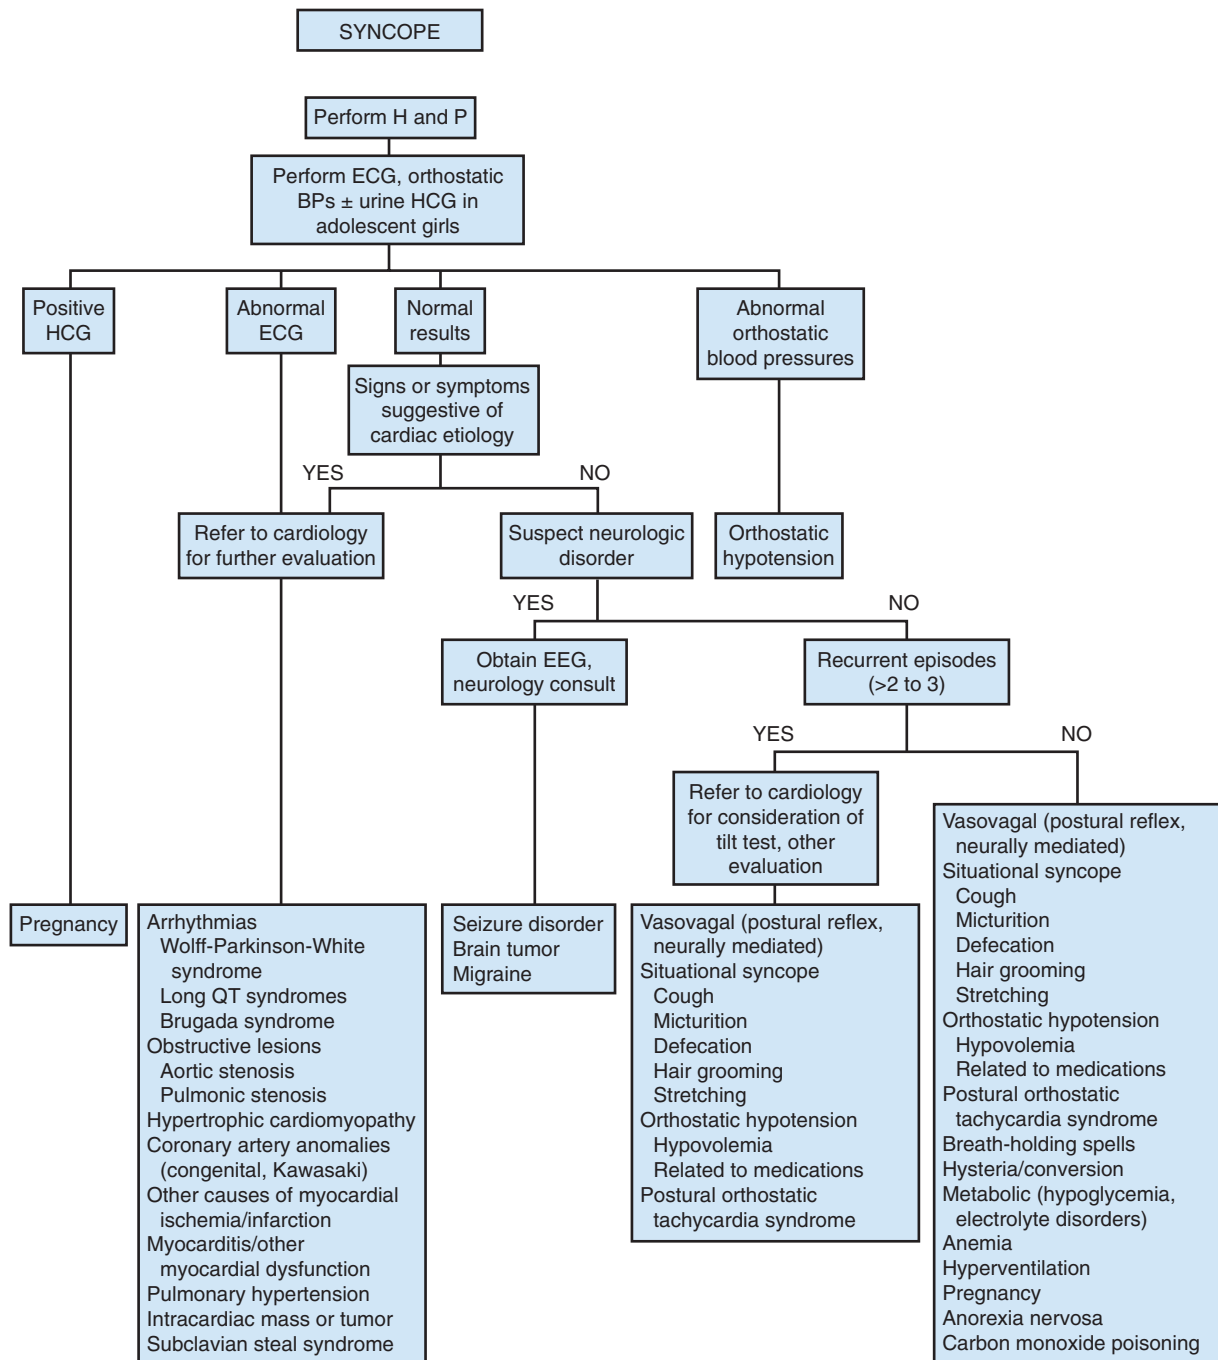 SYNCOPE
Perform H and P
Perform ECG, orthostatic
BPs ± urine HCG in
adolescent girls
Positive
HCG
Abnormal
ECG
Normal
results
Abnormal
orthostatic
blood pressures
Signs or symptoms
suggestive of
cardiac etiology
YES
NO
Refer to cardiology
for further evaluation
Suspect neurologic
disorder
Orthostatic
hypotension
YES
NO
Obtain EEG,
neurology consult
Recurrent episodes
(>2 to 3)
YES
NO
Refer to cardiology
for consideration of
tilt test, other
evaluation
Pregnancy
Arrhythmias
Wolff-Parkinson-White
syndrome
Long QT syndromes
Brugada syndrome
Obstructive lesions
Aortic stenosis
Pulmonic stenosis
Hypertrophic cardiomyopathy
Coronary artery anomalies
(congenital, Kawasaki)
Other causes of myocardial
ischemia/infarction
Myocarditis/other
myocardial dysfunction
Pulmonary hypertension
Intracardiac mass or tumor
Subclavian steal syndrome
Seizure disorder
Brain tumor
Migraine
Vasovagal (postural reflex,
neurally mediated)
Situational syncope
Cough
Micturition
Defecation
Hair grooming
Stretching
Orthostatic hypotension
Hypovolemia
Related to medications
Postural orthostatic
tachycardia syndrome
Vasovagal (postural reflex,
neurally mediated)
Situational syncope
Cough
Micturition
Defecation
Hair grooming
Stretching
Orthostatic hypotension
Hypovolemia
Related to medications
Postural orthostatic
tachycardia syndrome
Breath-holding spells
Hysteria/conversion
Metabolic (hypoglycemia,
electrolyte disorders)
Anemia
Hyperventilation
Pregnancy
Anorexia nervosa
Carbon monoxide poisoning